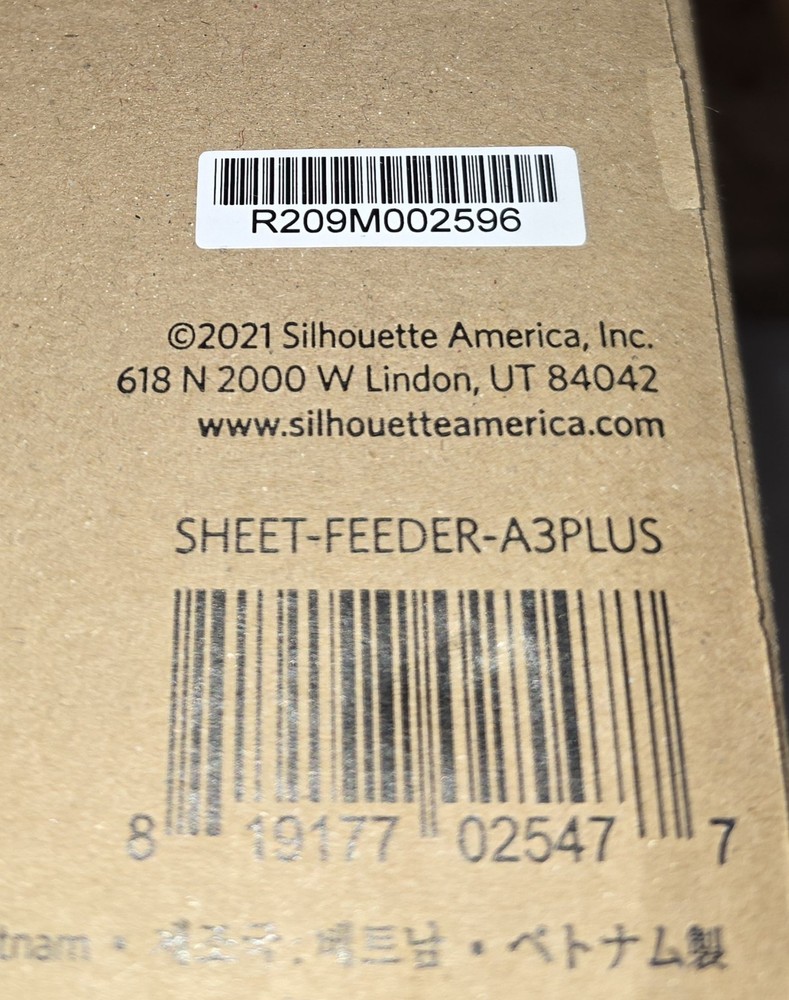 R209M002596
©2021 Silhouette America, Inc.
618 N 2000 W Lindon, UT 84042
www.silhouetteamerica.com
SHEET-FEEDER-A3PLUS
8 19177 02547 7
tnam • 제조국: 베트남 • ベトナム製